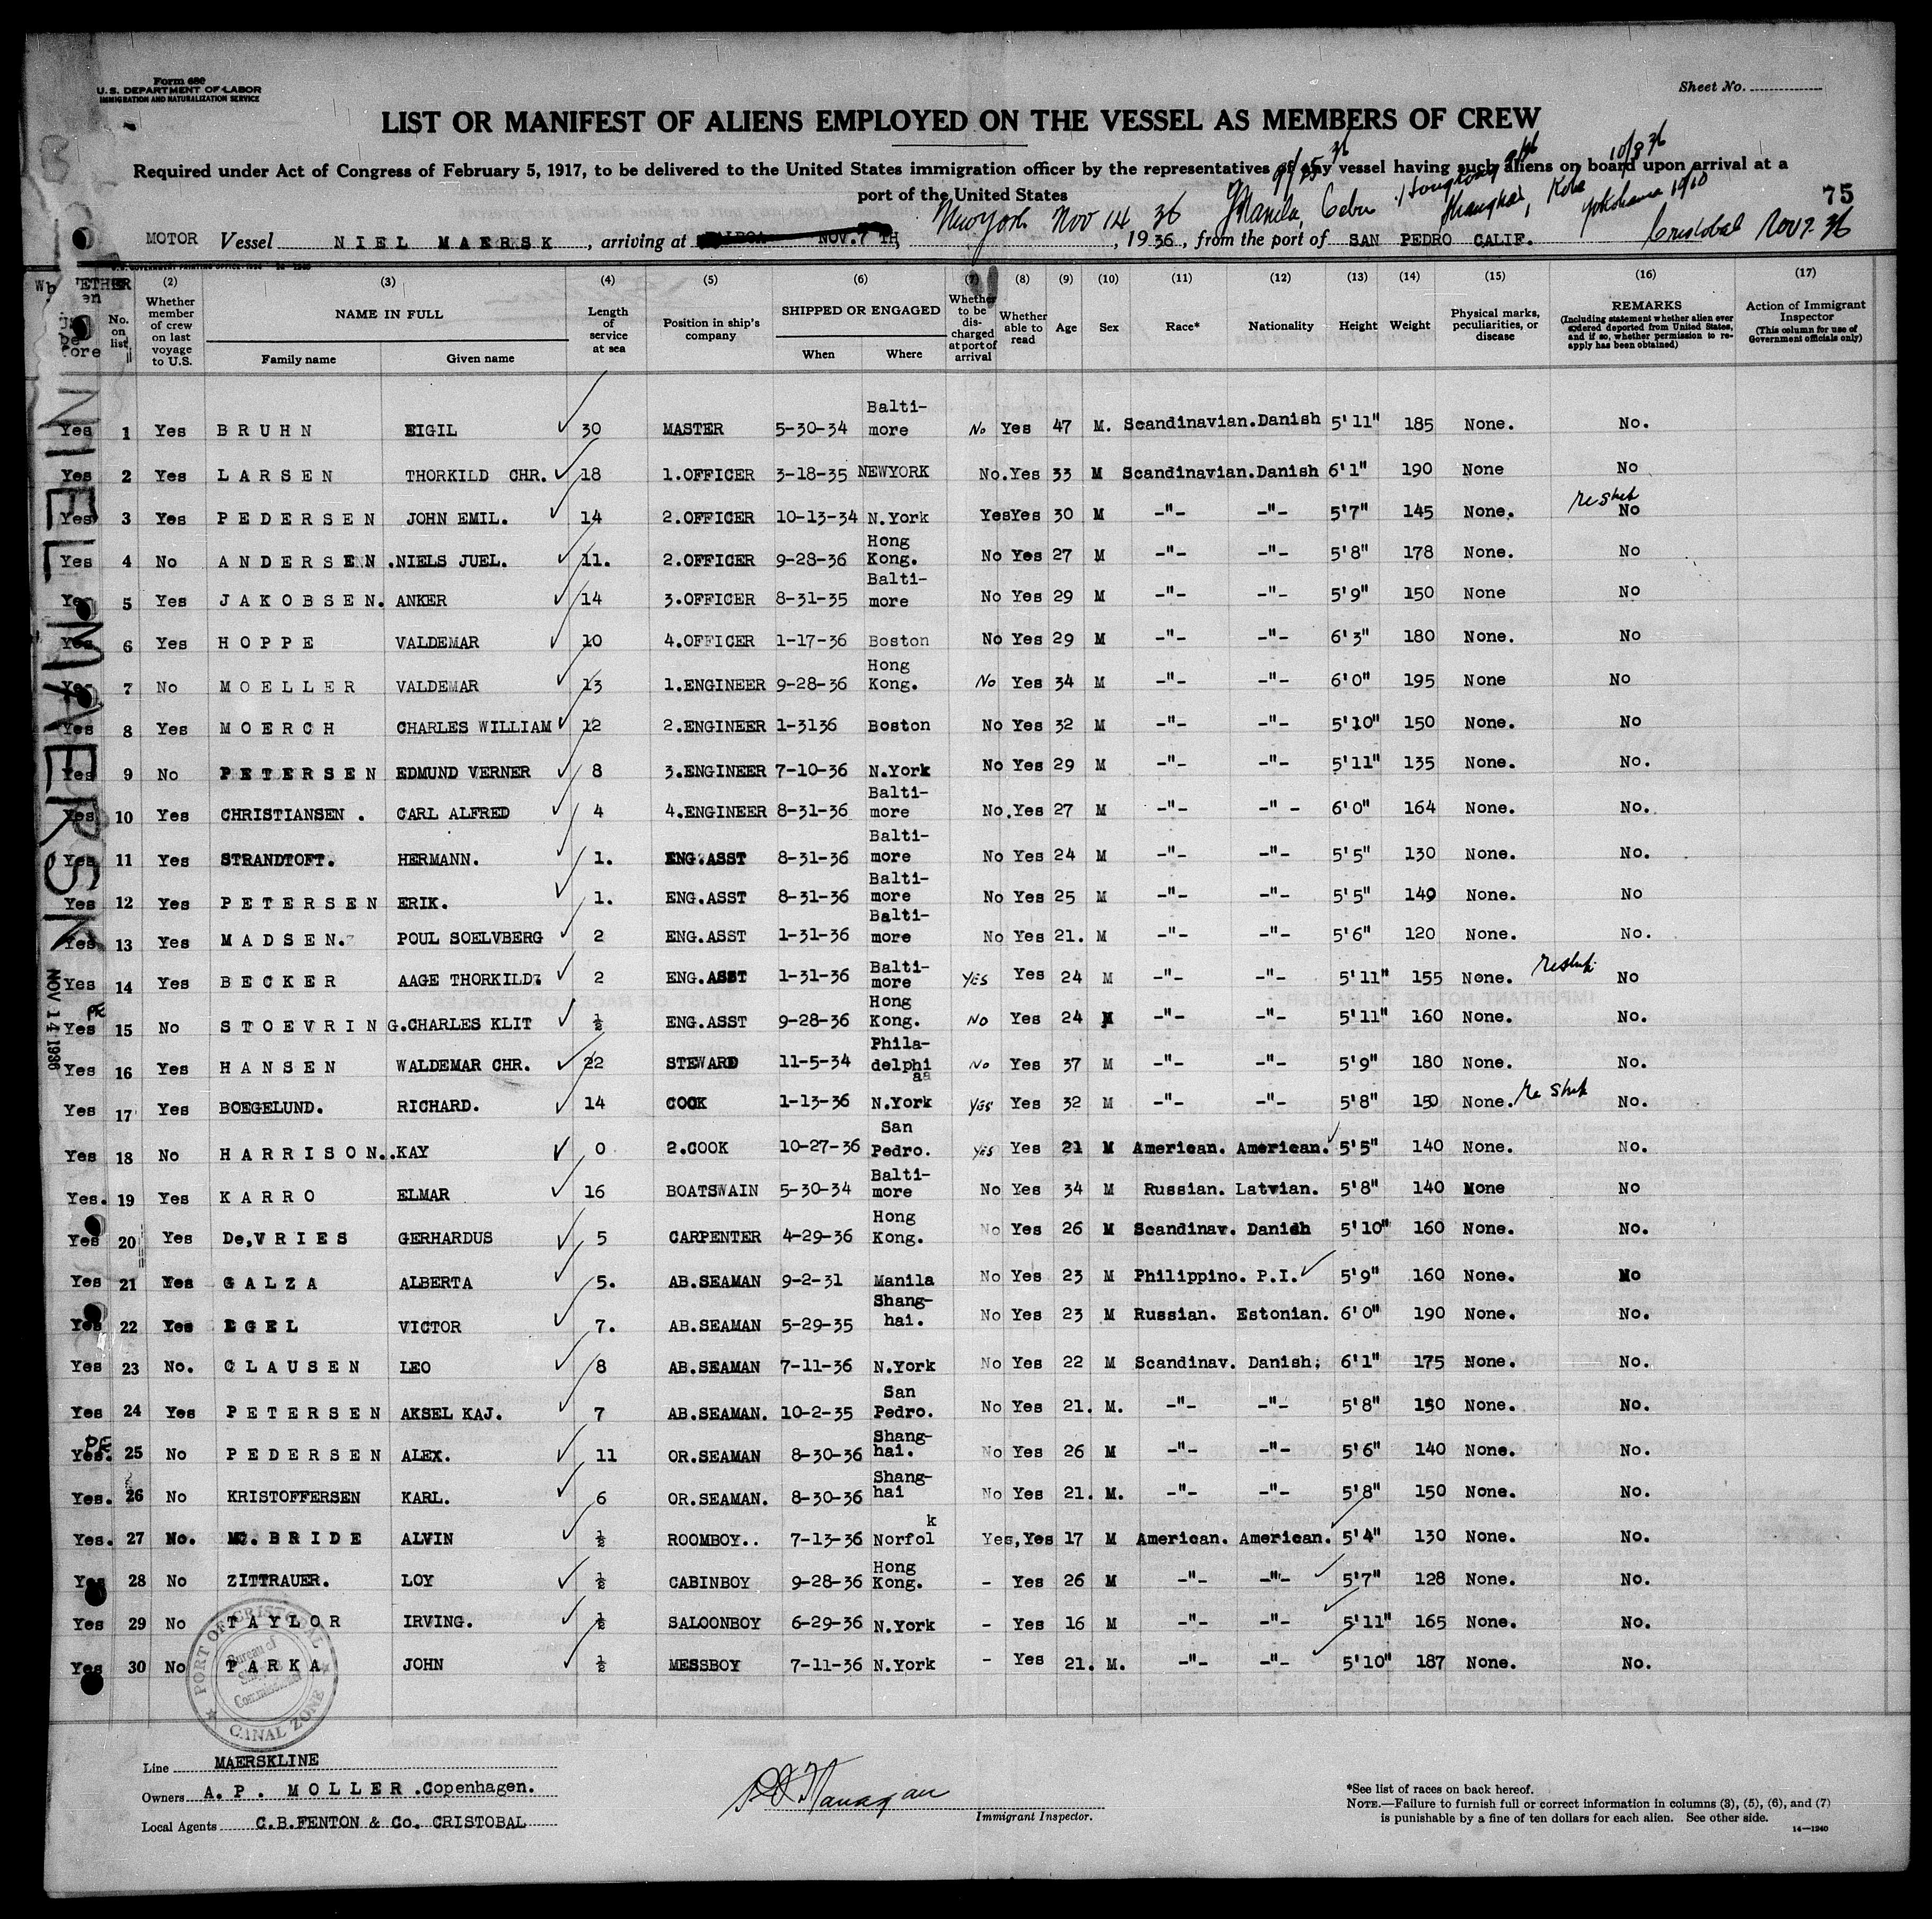 Form 680
U.S. DEPARTMENT OF LABOR
IMMIGRATION AND NATURALIZATION SERVICE
Sheet No.
LIST OR MANIFEST OF ALIENS EMPLOYED ON THE VESSEL AS MEMBERS OF CREW
Required under Act of Congress of February 5, 1917, to be delivered to the United States immigration officer by the representatives of any vessel having such aliens on board upon arrival at a
port of the United States
75
Manila, Cebu Hongkong Shanghai, Kobe Yokohama
New York Nov 14 36
MOTOR Vessel NIEL MAERSK, arriving at BALBOA NOV. 7 TH, 1936, from the port of SAN PEDRO CALIF. Cristobal Nov 7-36
(2) (3) (4) (5) (6) (7) (8) (9) (10) (11) (12) (13) (14) (15) (16) (17)
No. on list
Whether member of crew on last voyage to U.S.
NAME IN FULL
Family name Given name
Length of service at sea
Position in ship's company
SHIPPED OR ENGAGED
When Where
Whether to be discharged at port of arrival
Whether able to read
Age Sex Race* Nationality Height Weight
Physical marks, peculiarities, or disease
REMARKS
(Including statement whether alien ever ordered deported from United States, and if so, whether permission to reapply has been obtained)
Action of Immigrant Inspector
(This column for use of Government officials only)
NIEL MAERSK
NOV 14 1936
Yes 1 Yes BRUHN EIGIL 30 MASTER 5-30-34 Baltimore No Yes 47 M. Scandinavian. Danish 5'11" 185 None. No.
Yes 2 Yes LARSEN THORKILD CHR. 18 1.OFFICER 3-18-35 NEWYORK No. Yes 33 M Scandinavian. Danish 6'1" 190 None No
Yes 3 Yes PEDERSEN JOHN EMIL. 14 2.OFFICER 10-13-34 N.York Yes Yes 30 M -"- -"- 5'7" 145 None. No
Yes 4 No ANDERSEN. NIELS JUEL. 11. 2.OFFICER 9-28-36 Hong Kong. No Yes 27 M -"- -"- 5'8" 178 None. No
Yes 5 Yes JAKOBSEN. ANKER 14 3.OFFICER 8-31-35 Baltimore No Yes 29 M -"- -"- 5'9" 150 None No
Yes 6 Yes HOPPE VALDEMAR 10 4.OFFICER 1-17-36 Boston No Yes 29 M -"- -"- 6'3" 180 None. No
Yes 7 No MOELLER VALDEMAR 13 1.ENGINEER 9-28-36 Hong Kong. No Yes 34 M -"- -"- 6'0" 195 None No
Yes 8 Yes MOERCH CHARLES WILLIAM 12 2.ENGINEER 1-3136 Boston No Yes 32 M -"- -"- 5'10" 150 None. No
Yes 9 No PETERSEN EDMUND VERNER 8 3.ENGINEER 7-10-36 N.York No Yes 29 M -"- -"- 5'11" 135 None. No.
Yes 10 Yes CHRISTIANSEN. CARL ALFRED 4 4.ENGINEER 8-31-36 Baltimore No. Yes 27 M -"- -"- 6'0" 164 None. No.
Yes 11 Yes STRANDTOFT. HERMANN. 1. ENG.ASST 8-31-36 Baltimore No Yes 24 M -"- -"- 5'5" 130 None. No.
Yes 12 Yes PETERSEN ERIK. 1. ENG.ASST 8-31-36 Baltimore No Yes 25 M -"- -"- 5'5" 149 None. No
Yes 13 Yes MADSEN. POUL SOELVBERG 2 ENG.ASST 1-31-36 Baltimore No Yes 21. M -"- -"- 5'6" 120 None. No.
Yes 14 Yes BECKER AAGE THORKILD. 2 ENG.ASST 1-31-36 Baltimore YES Yes 24 M -"- -"- 5'11" 155 None. No
Yes 15 No STOEVRING. CHARLES KLIT ½ ENG.ASST 9-28-36 Hong Kong. No Yes 24 M -"- -"- 5'11" 160 None. No.
Yes 16 Yes HANSEN WALDEMAR CHR. 22 STEWARD 11-5-34 Philadelphia No Yes 37 M -"- -"- 5'9" 180 None. No.
Yes 17 Yes BOEGELUND. RICHARD. 14 COOK 1-13-36 N.York YES Yes 32 M -"- -"- 5'8" 150 None. No.
Yes 18 No HARRISON.. KAY 0 2.COOK 10-27-36 San Pedro. YES Yes 21 M American. American. 5'5" 140 None. No.
Yes. 19 Yes KARRO ELMAR 16 BOATSWAIN 5-30-34 Baltimore No Yes 34 M Russian. Latvian. 5'8" 140 None No
Yes 20 Yes De,VRIES GERHARDUS 5 CARPENTER 4-29-36 Hong Kong. No Yes 26 M Scandinav. Danish 5'10" 160 None. No.
Yes 21 Yes GALZA ALBERTA 5. AB.SEAMAN 9-2-31 Manila No Yes 23 M Philippino. P.I. 5'9" 160 None. No
Yes 22 Yes EGEL VICTOR 7. AB.SEAMAN 5-29-35 Shanghai. No Yes 23 M Russian. Estonian. 6'0" 190 None. No.
Yes 23 No. CLAUSEN LEO 8 AB.SEAMAN 7-11-36 N.York No Yes 22 M Scandinav. Danish; 6'1" 175 None. No.
Yes 24 Yes PETERSEN AKSEL KAJ. 7 AB.SEAMAN. 10-2-35 San Pedro. No Yes 21. M. -"- -"- 5'8" 150 None. No.
Yes. 25 No PEDERSEN ALEX. 11 OR.SEAMAN 8-30-36 Shanghai. No Yes 26 M -"- -"- 5'6" 140 None. No.
Yes. 26 No KRISTOFFERSEN KARL. 6 OR.SEAMAN. 8-30-36 Shanghai No Yes 21. M. -"- -"- 5'8" 150 None. No.
Yes. 27 No. MC. BRIDE ALVIN ½ ROOMBOY.. 7-13-36 Norfolk Yes, Yes 17 M American. American. 5'4" 130 None. No.
Yes 28 No ZITTRAUER. LOY ½ CABINBOY 9-28-36 Hong Kong. - Yes 26 M -"- -"- 5'7" 128 None. No.
Yes 29 No TAYLOR IRVING. ½ SALOONBOY 6-29-36 N.York - Yes 16 M -"- -"- 5'11" 165 None. No.
Yes 30 No PARKA JOHN ½ MESSBOY 7-11-36 N.York - Yes 21. M. -"- -"- 5'10" 187 None. No.
PORT OF CRISTOBAL
CANAL ZONE
Line MAERSKLINE
Owners A. P. MOLLER. Copenhagen.
Local Agents C.B.FENTON & Co. CRISTOBAL
Immigrant Inspector.
*See list of races on back hereof.
NOTE.—Failure to furnish full or correct information in columns (3), (5), (6), and (7)
is punishable by a fine of ten dollars for each alien. See other side.
14—1240